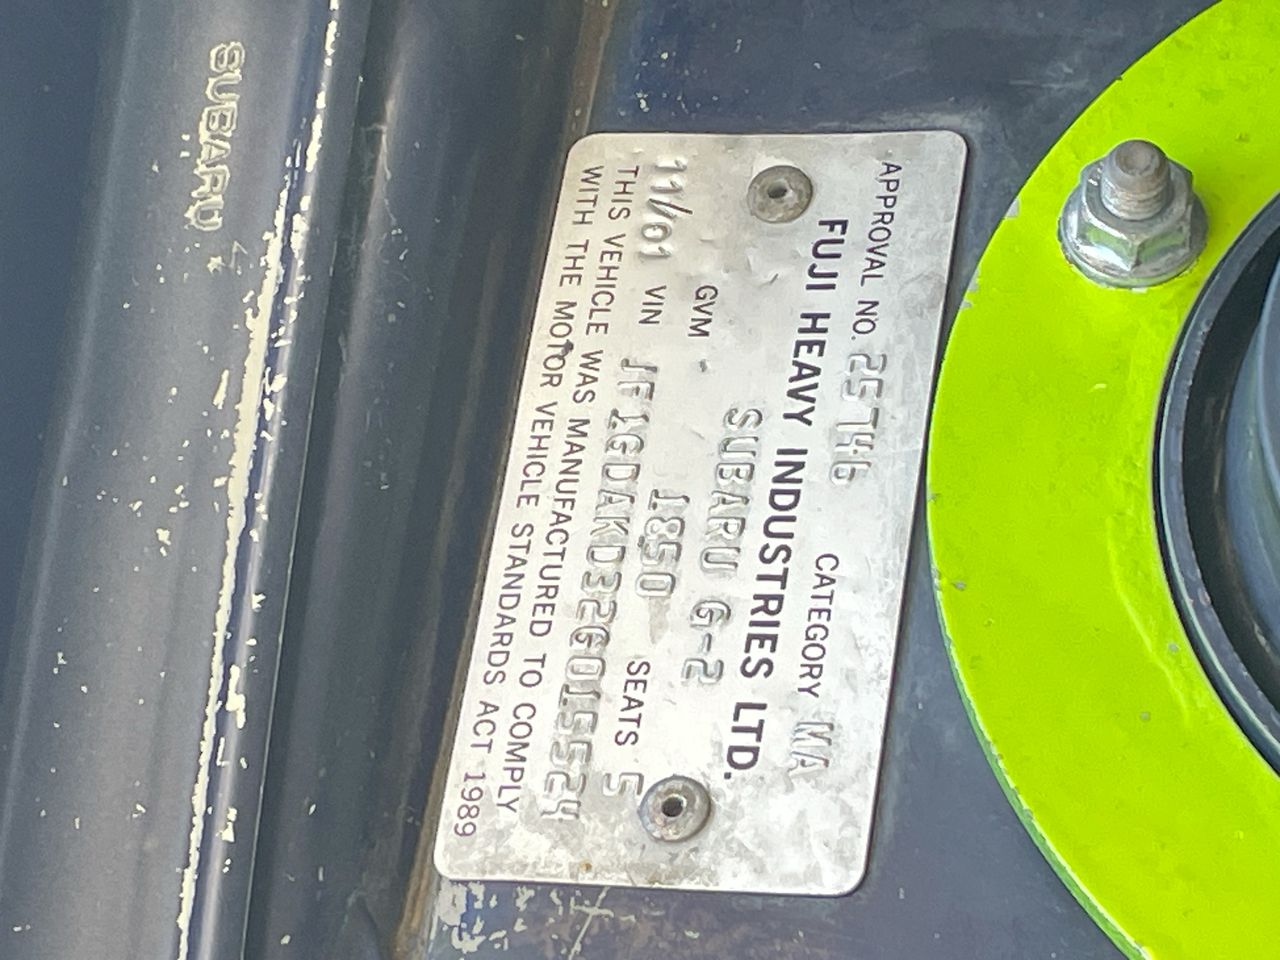 APPROVAL NO. 25746 CATEGORY MA
FUJI HEAVY INDUSTRIES LTD.
SUBARU G-2
GVM 1850 SEATS 5
11/01 VIN JF1GDAKD32G015524
THIS VEHICLE WAS MANUFACTURED TO COMPLY
WITH THE MOTOR VEHICLE STANDARDS ACT 1989
SUBARU